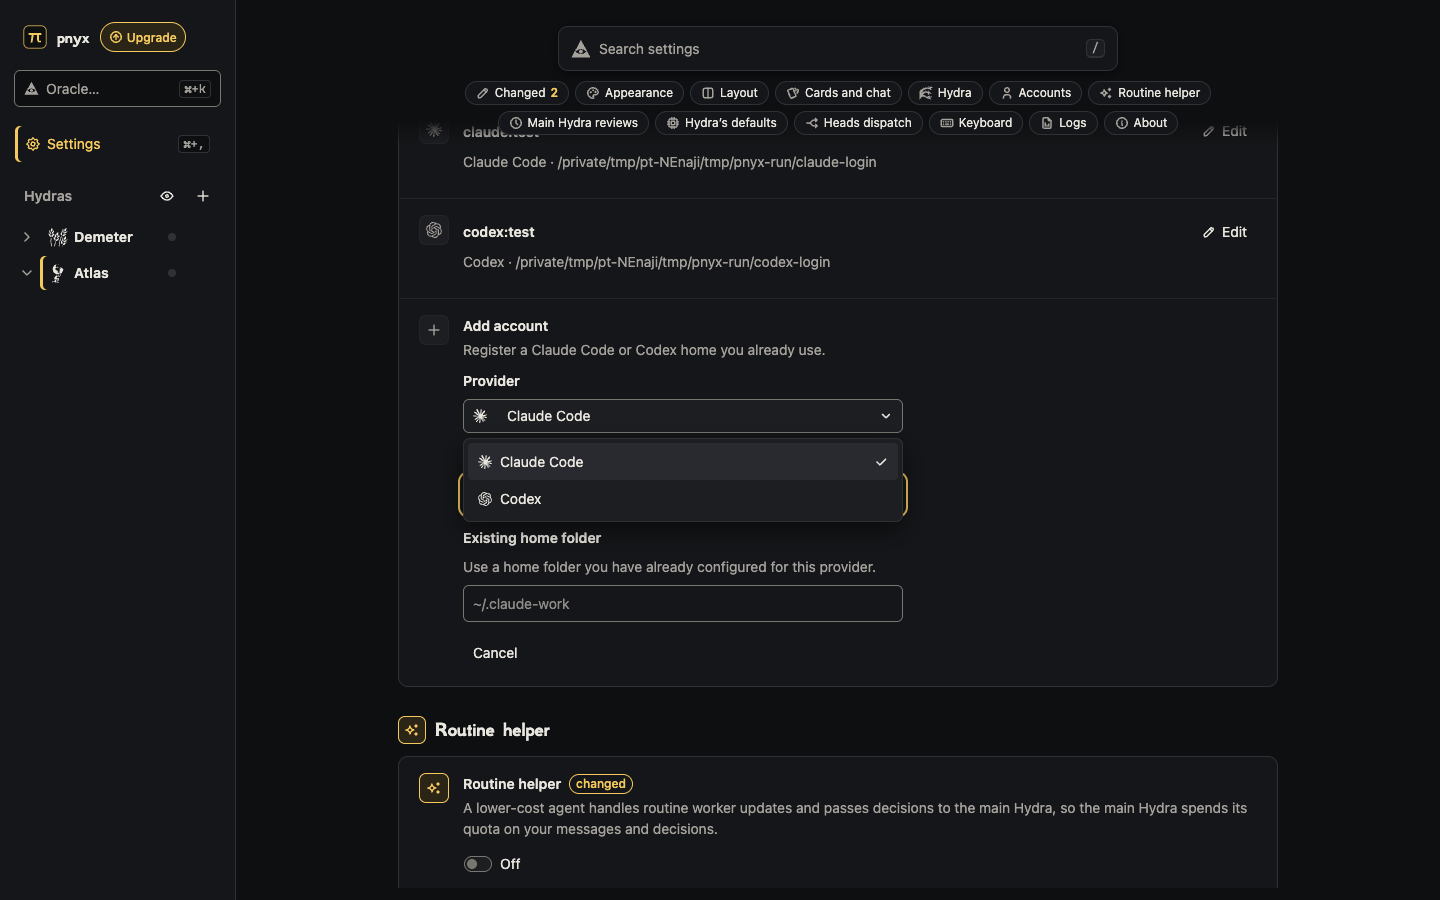 pnyx
Upgrade
Oracle...
⌘+k
Settings
⌘+,
Hydras
Demeter
Atlas
Search settings
/
Changed 2
Appearance
Layout
Cards and chat
Hydra
Accounts
Routine helper
Main Hydra reviews
Hydra's defaults
Heads dispatch
Keyboard
Logs
About
claude:test
Edit
Claude Code · /private/tmp/pt-NEnaji/tmp/pnyx-run/claude-login
codex:test
Edit
Codex · /private/tmp/pt-NEnaji/tmp/pnyx-run/codex-login
Add account
Register a Claude Code or Codex home you already use.
Provider
Claude Code
Claude Code
Codex
Existing home folder
Use a home folder you have already configured for this provider.
~/.claude-work
Cancel
Routine helper
Routine helper changed
A lower-cost agent handles routine worker updates and passes decisions to the main Hydra, so the main Hydra spends its
quota on your messages and decisions.
Off